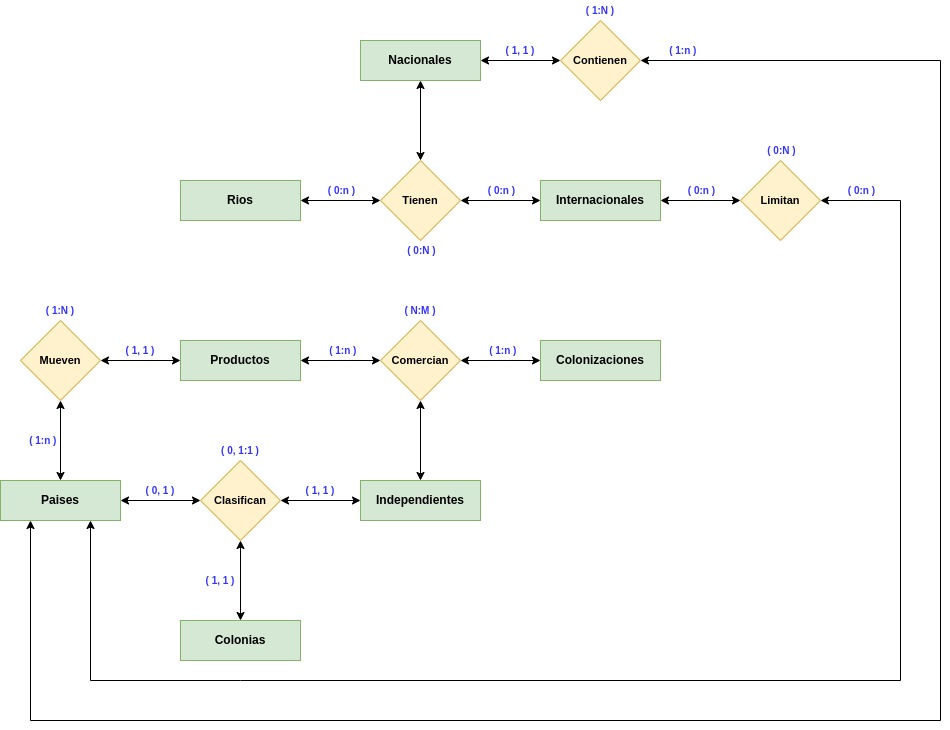 ( 1:N )
Nacionales
( 1, 1 )
Contienen
( 1:n )
( 0:N )
Rios
( 0:n )
Tienen
( 0:n )
Internacionales
( 0:n )
Limitan
( 0:n )
( 0:N )
( 1:N )
( N:M )
Mueven
( 1, 1 )
Productos
( 1:n )
Comercian
( 1:n )
Colonizaciones
( 1:n )
( 0, 1:1 )
Paises
( 0, 1 )
Clasifican
( 1, 1 )
Independientes
( 1, 1 )
Colonias